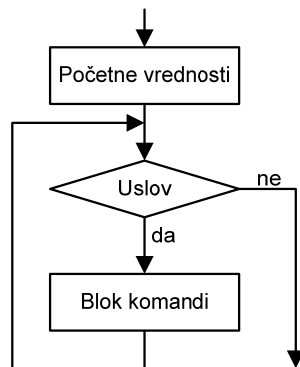 Početne vrednosti
Uslov
ne
da
Blok komandi